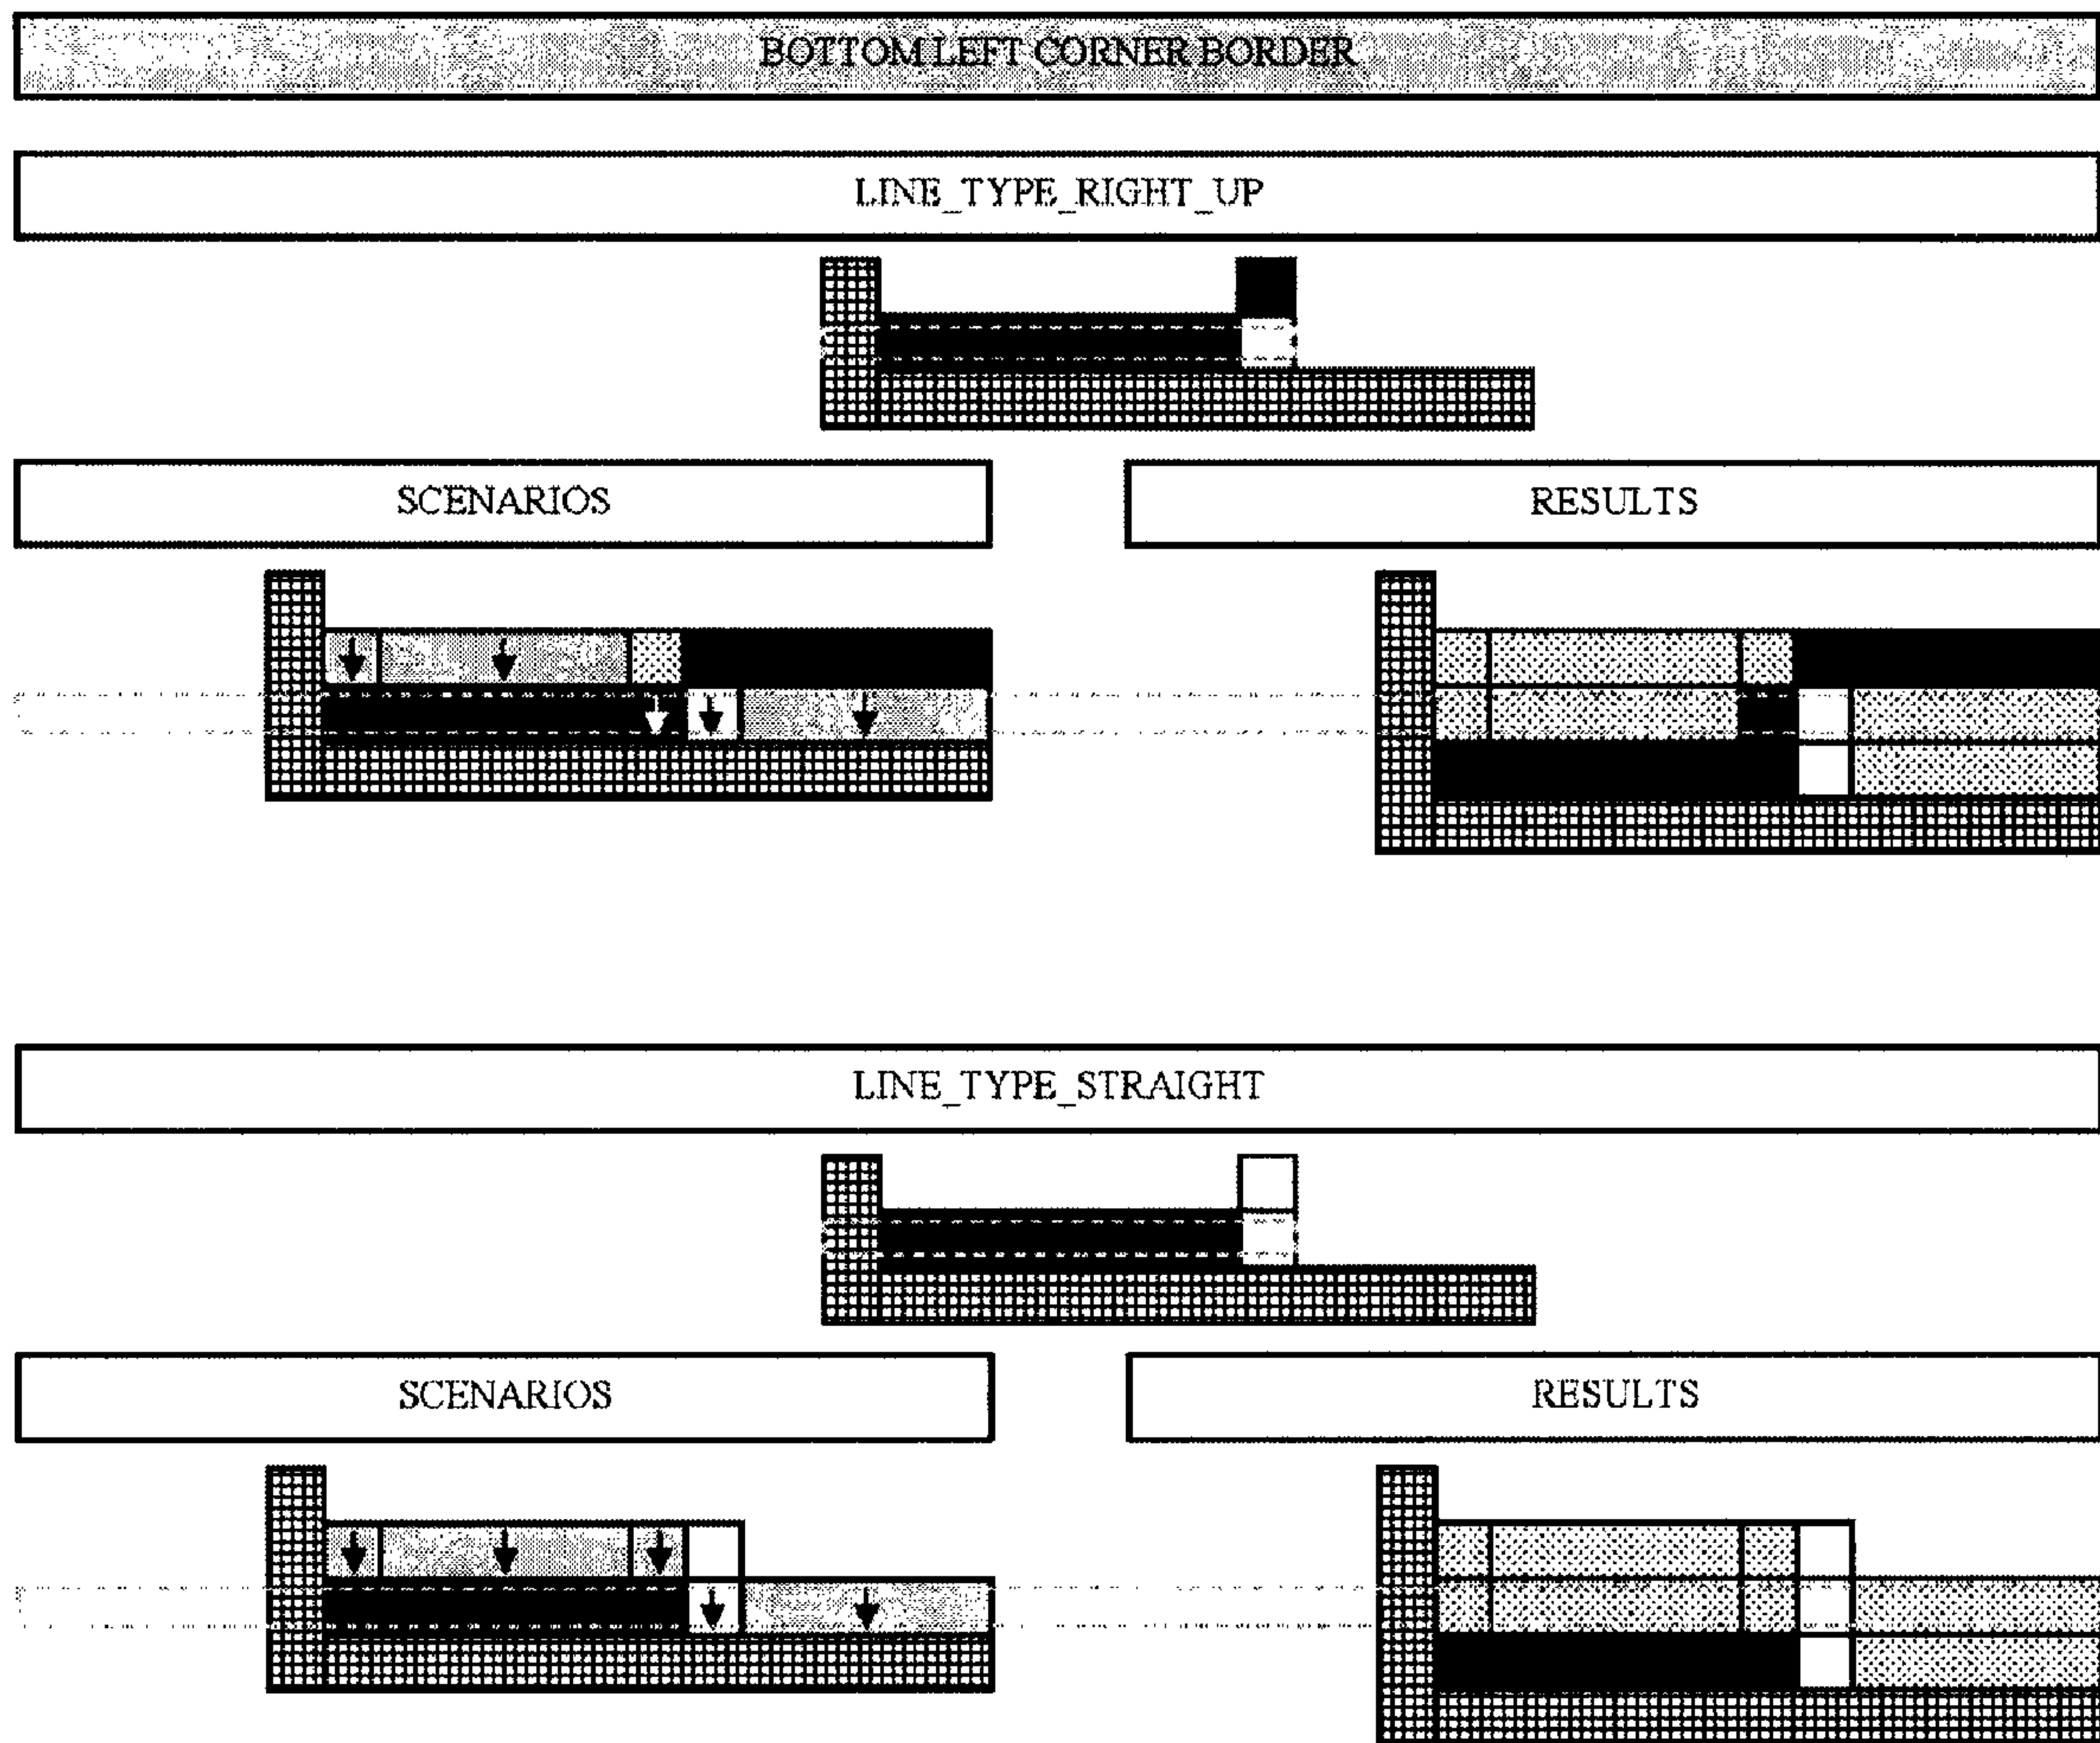 BOTTOM LEFT CORNER BORDER
LINE_TYPE_RIGHT_UP
SCENARIOS
RESULTS
LINE_TYPE_STRAIGHT
SCENARIOS
RESULTS